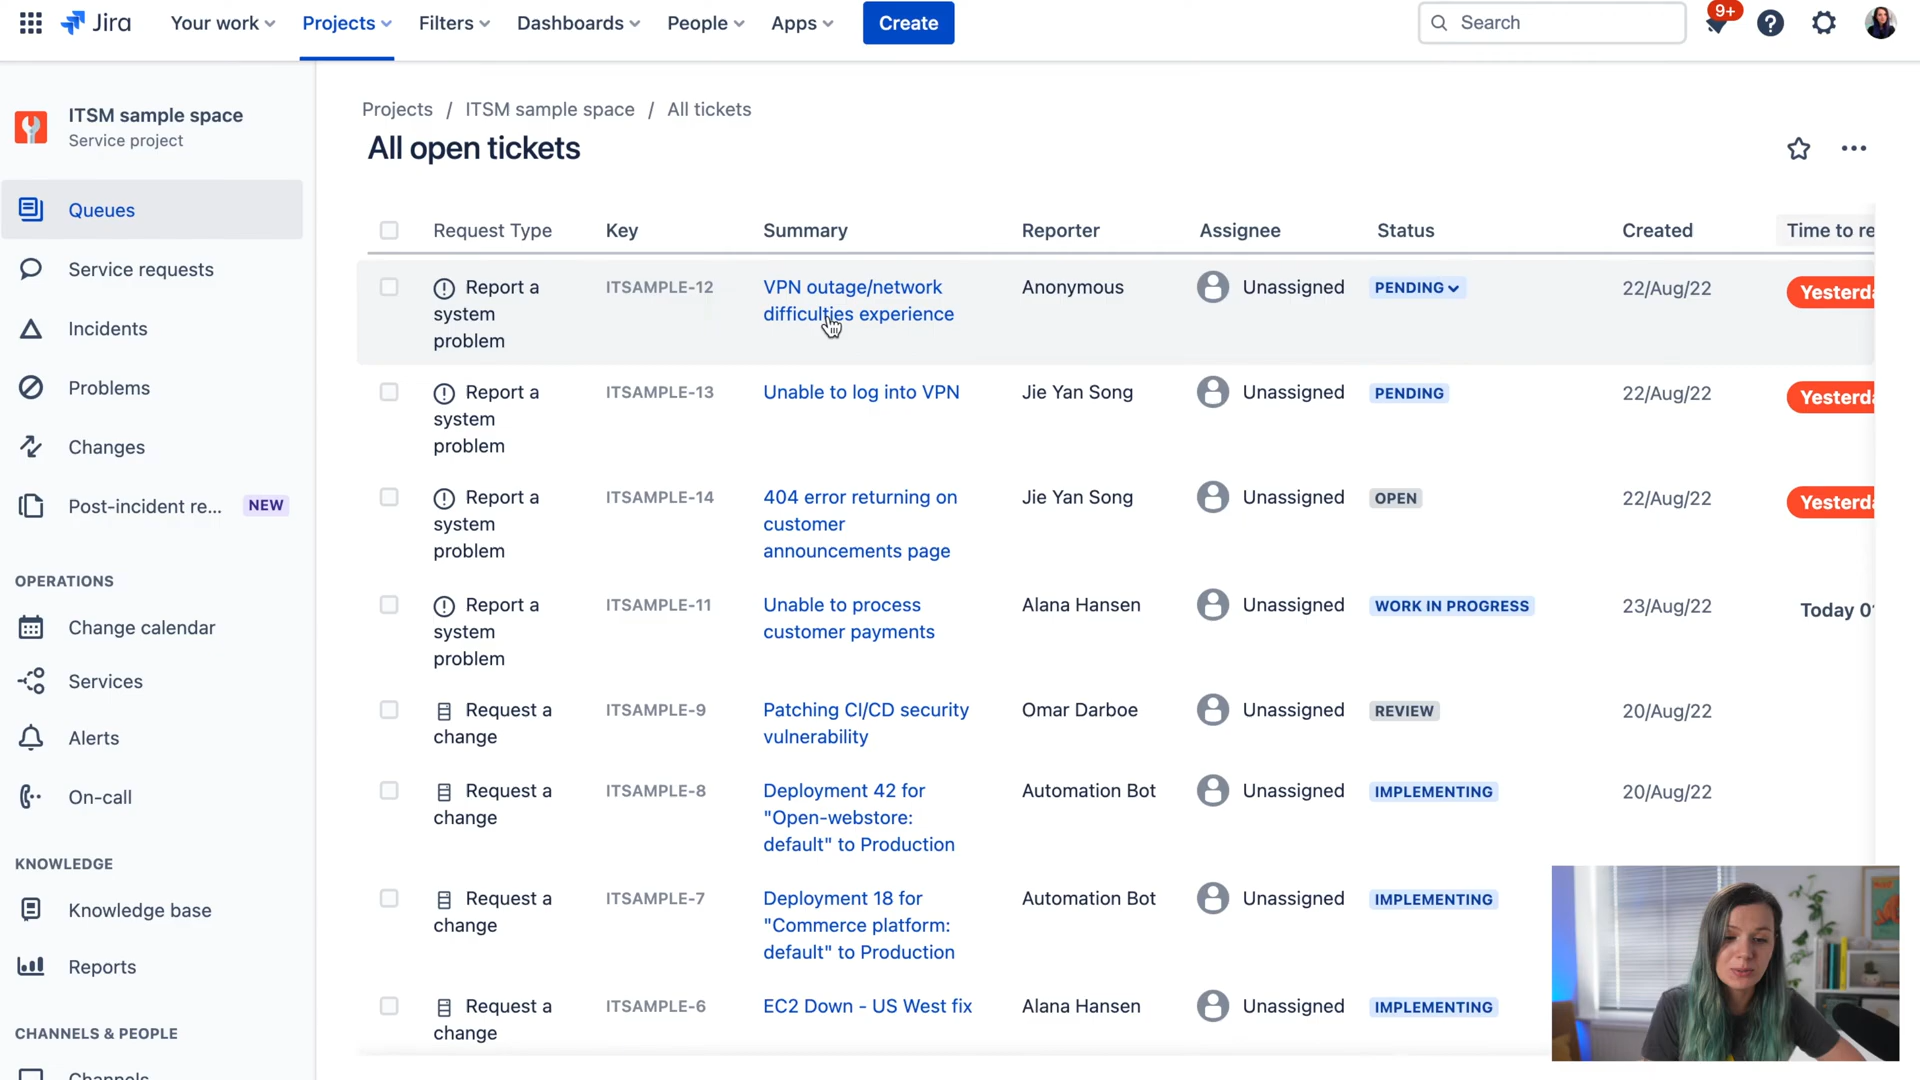 Jira Your work Projects Filters Dashboards People Apps Create Search 9+
ITSM sample space
Service project
Queues
Service requests
Incidents
Problems
Changes
Post-incident re... NEW
OPERATIONS
Change calendar
Services
Alerts
On-call
KNOWLEDGE
Knowledge base
Reports
CHANNELS & PEOPLE
Channels
Projects / ITSM sample space / All tickets
All open tickets
Request Type Key Summary Reporter Assignee Status Created Time to re
Report a ITSAMPLE-12 VPN outage/network Anonymous Unassigned PENDING 22/Aug/22 Yesterda
system difficulties experience
problem
Report a ITSAMPLE-13 Unable to log into VPN Jie Yan Song Unassigned PENDING 22/Aug/22 Yesterda
system
problem
Report a ITSAMPLE-14 404 error returning on Jie Yan Song Unassigned OPEN 22/Aug/22 Yesterda
system customer
problem announcements page
Report a ITSAMPLE-11 Unable to process Alana Hansen Unassigned WORK IN PROGRESS 23/Aug/22 Today 0
system customer payments
problem
Request a ITSAMPLE-9 Patching CI/CD security Omar Darboe Unassigned REVIEW 20/Aug/22
change vulnerability
Request a ITSAMPLE-8 Deployment 42 for Automation Bot Unassigned IMPLEMENTING 20/Aug/22
change "Open-webstore:
default" to Production
Request a ITSAMPLE-7 Deployment 18 for Automation Bot Unassigned IMPLEMENTING
change "Commerce platform:
default" to Production
Request a ITSAMPLE-6 EC2 Down - US West fix Alana Hansen Unassigned IMPLEMENTING
change